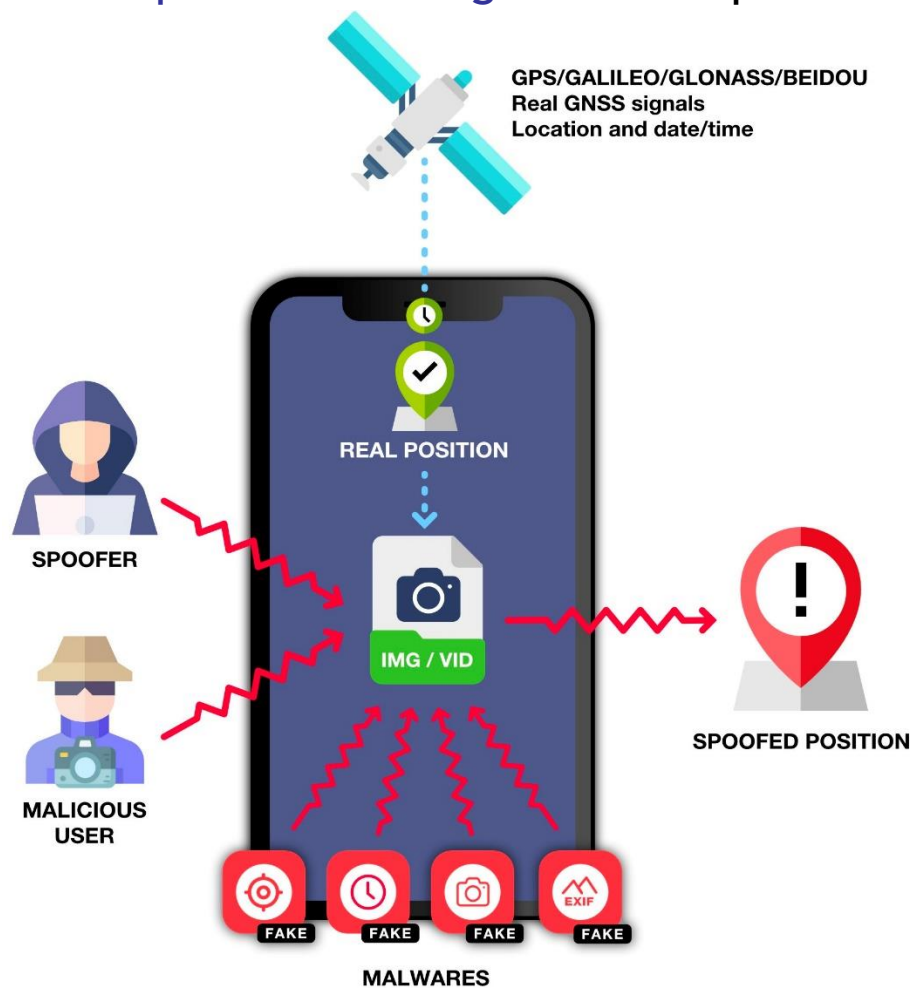 GPS/GALILEO/GLONASS/BEIDOU
Real GNSS signals
Location and date/time
REAL POSITION
SPOOFER
IMG / VID
SPOOFED POSITION
MALICIOUS
USER
EXIF
FAKE
FAKE
FAKE
FAKE
MALWARES